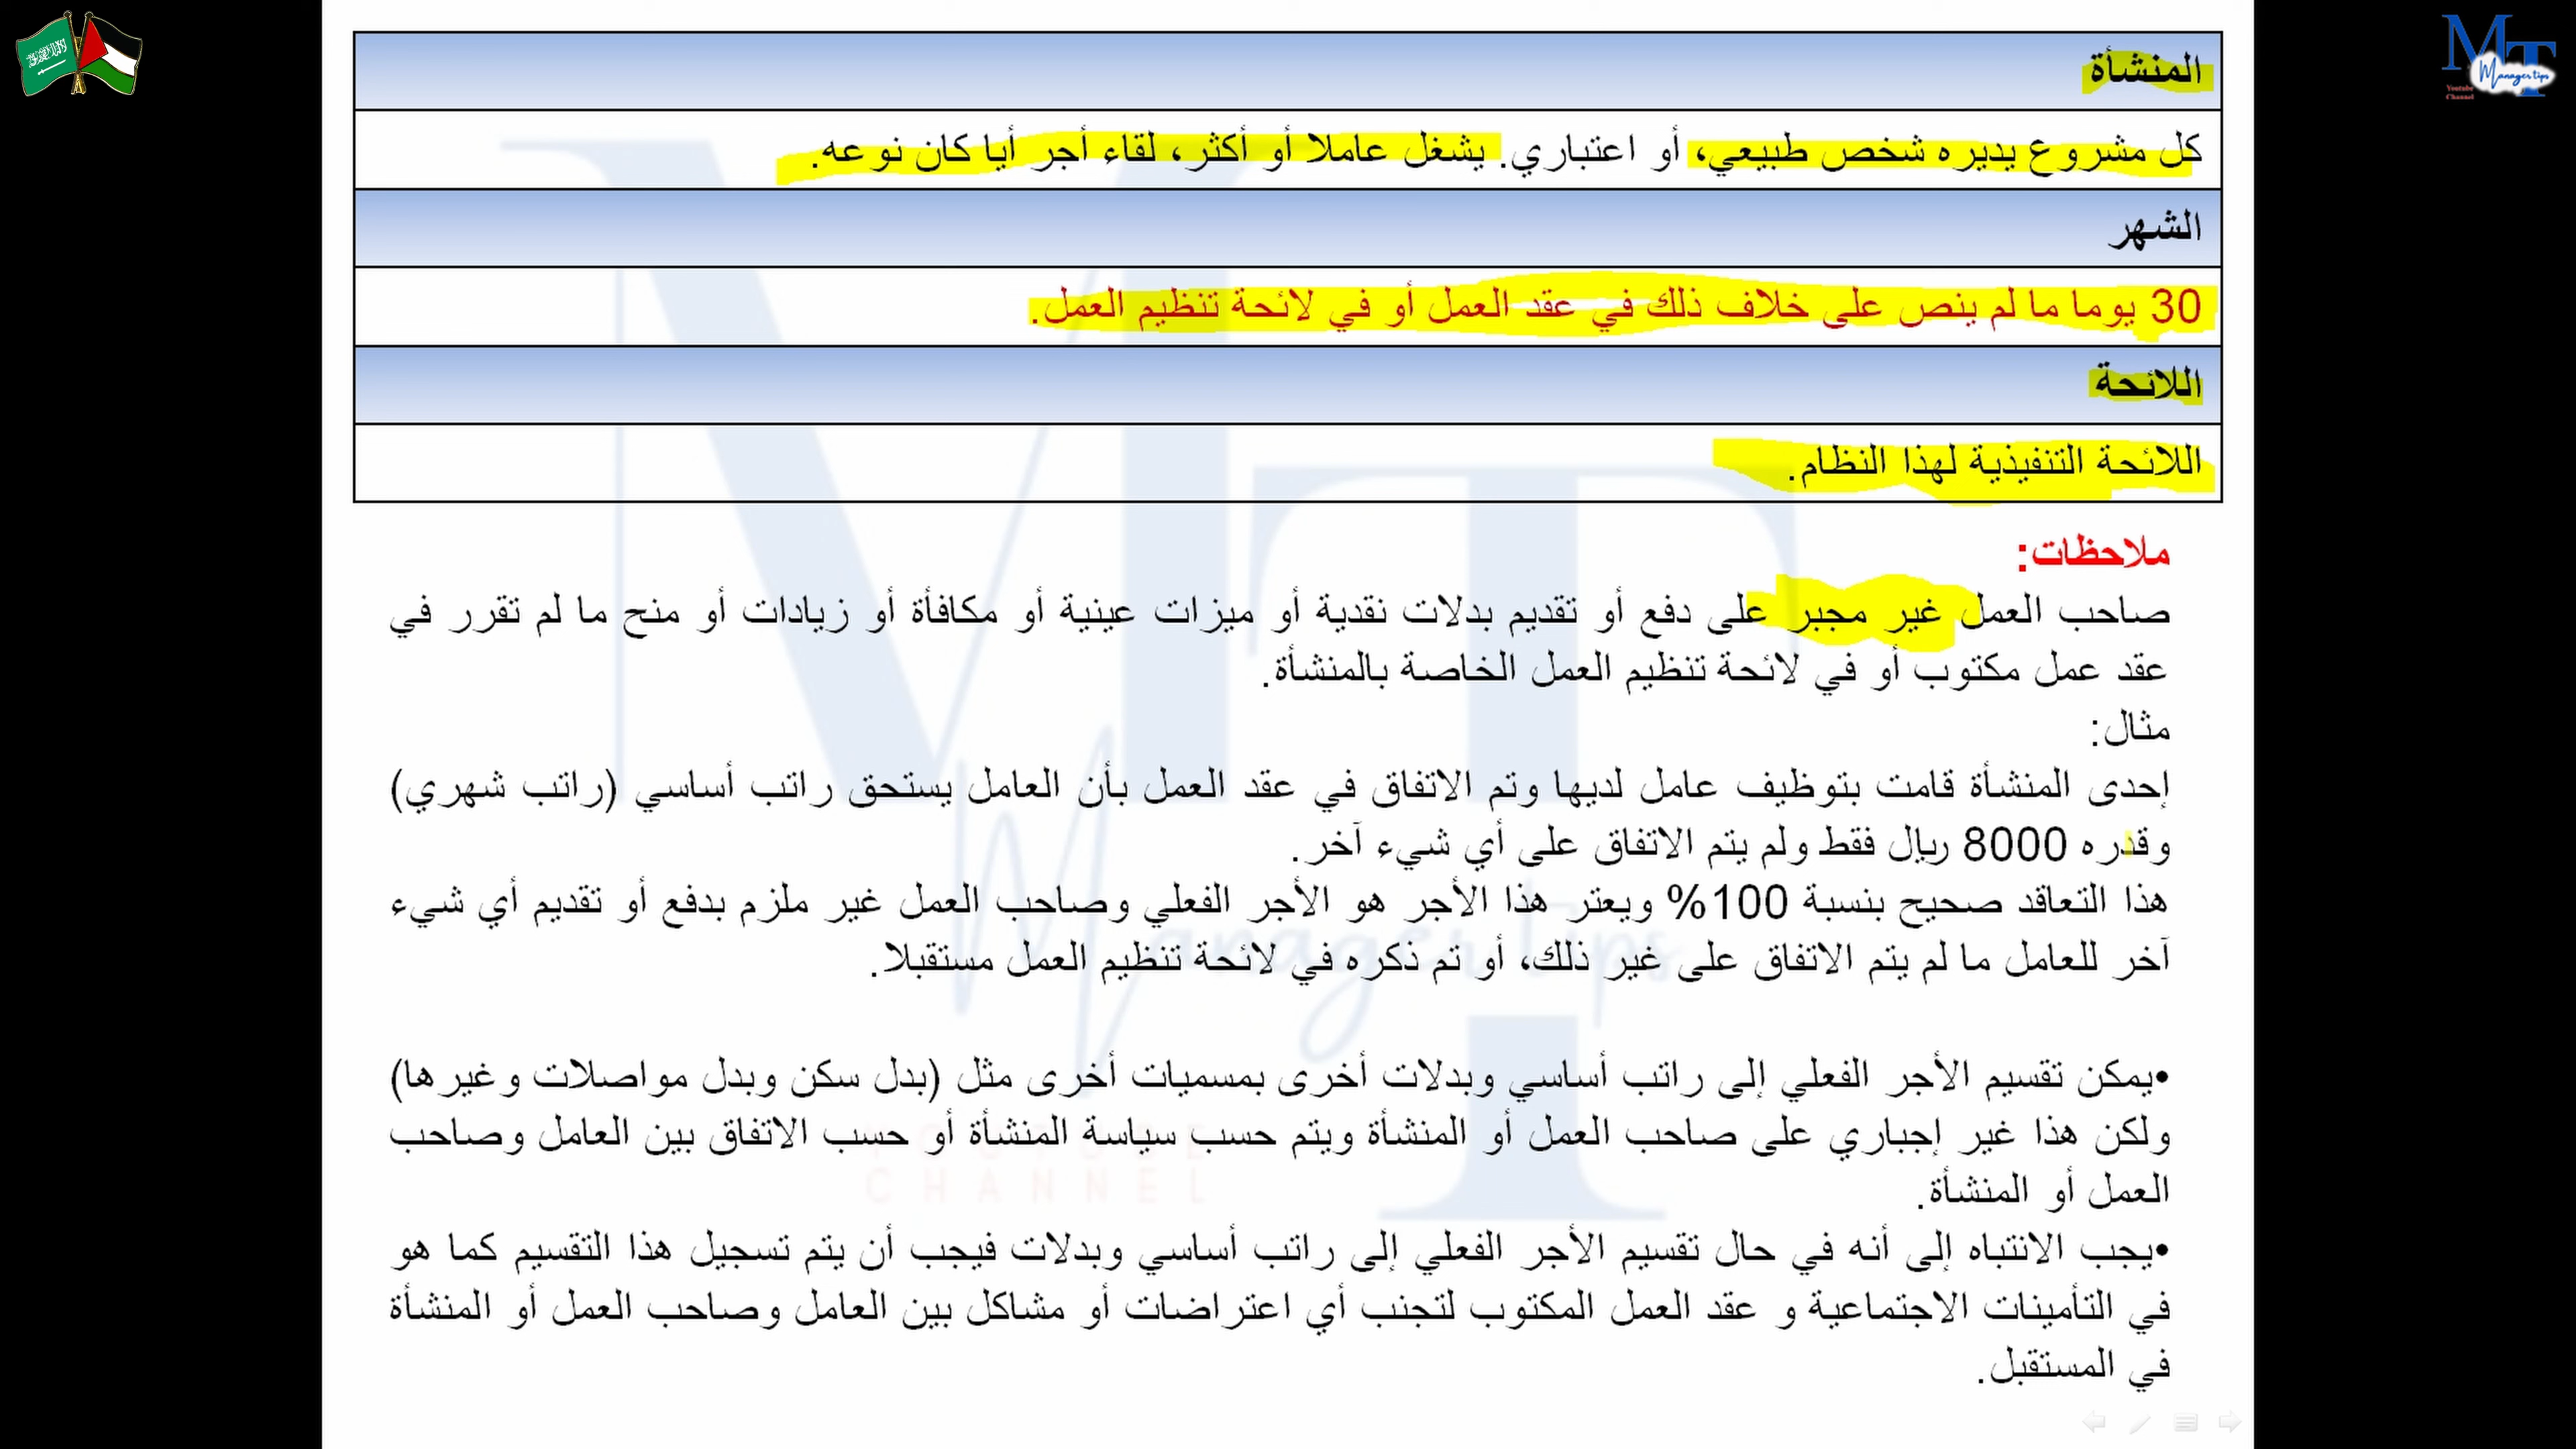 المنشأة
كل مشروع يديره شخص طبيعي، أو اعتباري. يشغل عاملا أو أكثر، لقاء أجر أيا كان نوعه.
الشهر
30 يوما ما لم ينص على خلاف ذلك في عقد العمل أو في لائحة تنظيم العمل.
اللائحة
اللائحة التنفيذية لهذا النظام.
ملاحظات:
صاحب العمل غير مجبر على دفع أو تقديم بدلات نقدية أو ميزات عينية أو مكافأة أو زيادات أو منح ما لم تقرر في
عقد عمل مكتوب أو في لائحة تنظيم العمل الخاصة بالمنشأة.
مثال:
إحدى المنشأة قامت بتوظيف عامل لديها وتم الاتفاق في عقد العمل بأن العامل يستحق راتب أساسي (راتب شهري)
وقدره 8000 ريال فقط ولم يتم الاتفاق على أي شيء آخر.
هذا التعاقد صحيح بنسبة 100% ويعتر هذا الأجر هو الأجر الفعلي وصاحب العمل غير ملزم بدفع أو تقديم أي شيء
آخر للعامل ما لم يتم الاتفاق على غير ذلك، أو تم ذكره في لائحة تنظيم العمل مستقبلا.
•يمكن تقسيم الأجر الفعلي إلى راتب أساسي وبدلات أخرى بمسميات أخرى مثل (بدل سكن وبدل مواصلات وغيرها)
ولكن هذا غير إجباري على صاحب العمل أو المنشأة ويتم حسب سياسة المنشأة أو حسب الاتفاق بين العامل وصاحب
العمل أو المنشأة.
•يجب الانتباه إلى أنه في حال تقسيم الأجر الفعلي إلى راتب أساسي وبدلات فيجب أن يتم تسجيل هذا التقسيم كما هو
في التأمينات الاجتماعية و عقد العمل المكتوب لتجنب أي اعتراضات أو مشاكل بين العامل وصاحب العمل أو المنشأة
في المستقبل.
MT
Manager tips
Youtube
Channel
MT
Manager tips
CHANNEL